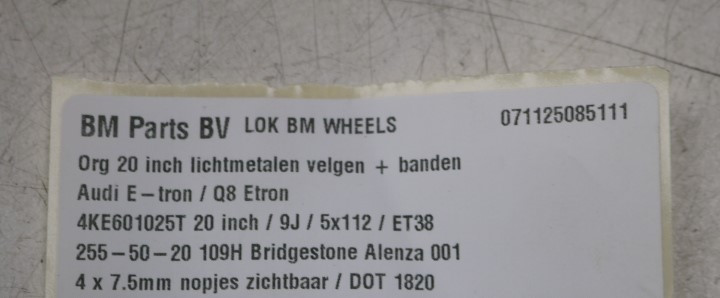 BM Parts BV LOK BM WHEELS 071125085111
Org 20 inch lichtmetalen velgen + banden
Audi E-tron / Q8 Etron
4KE601025T 20 inch / 9J / 5x112 / ET38
255-50-20 109H Bridgestone Alenza 001
4 x 7.5mm nopjes zichtbaar / DOT 1820